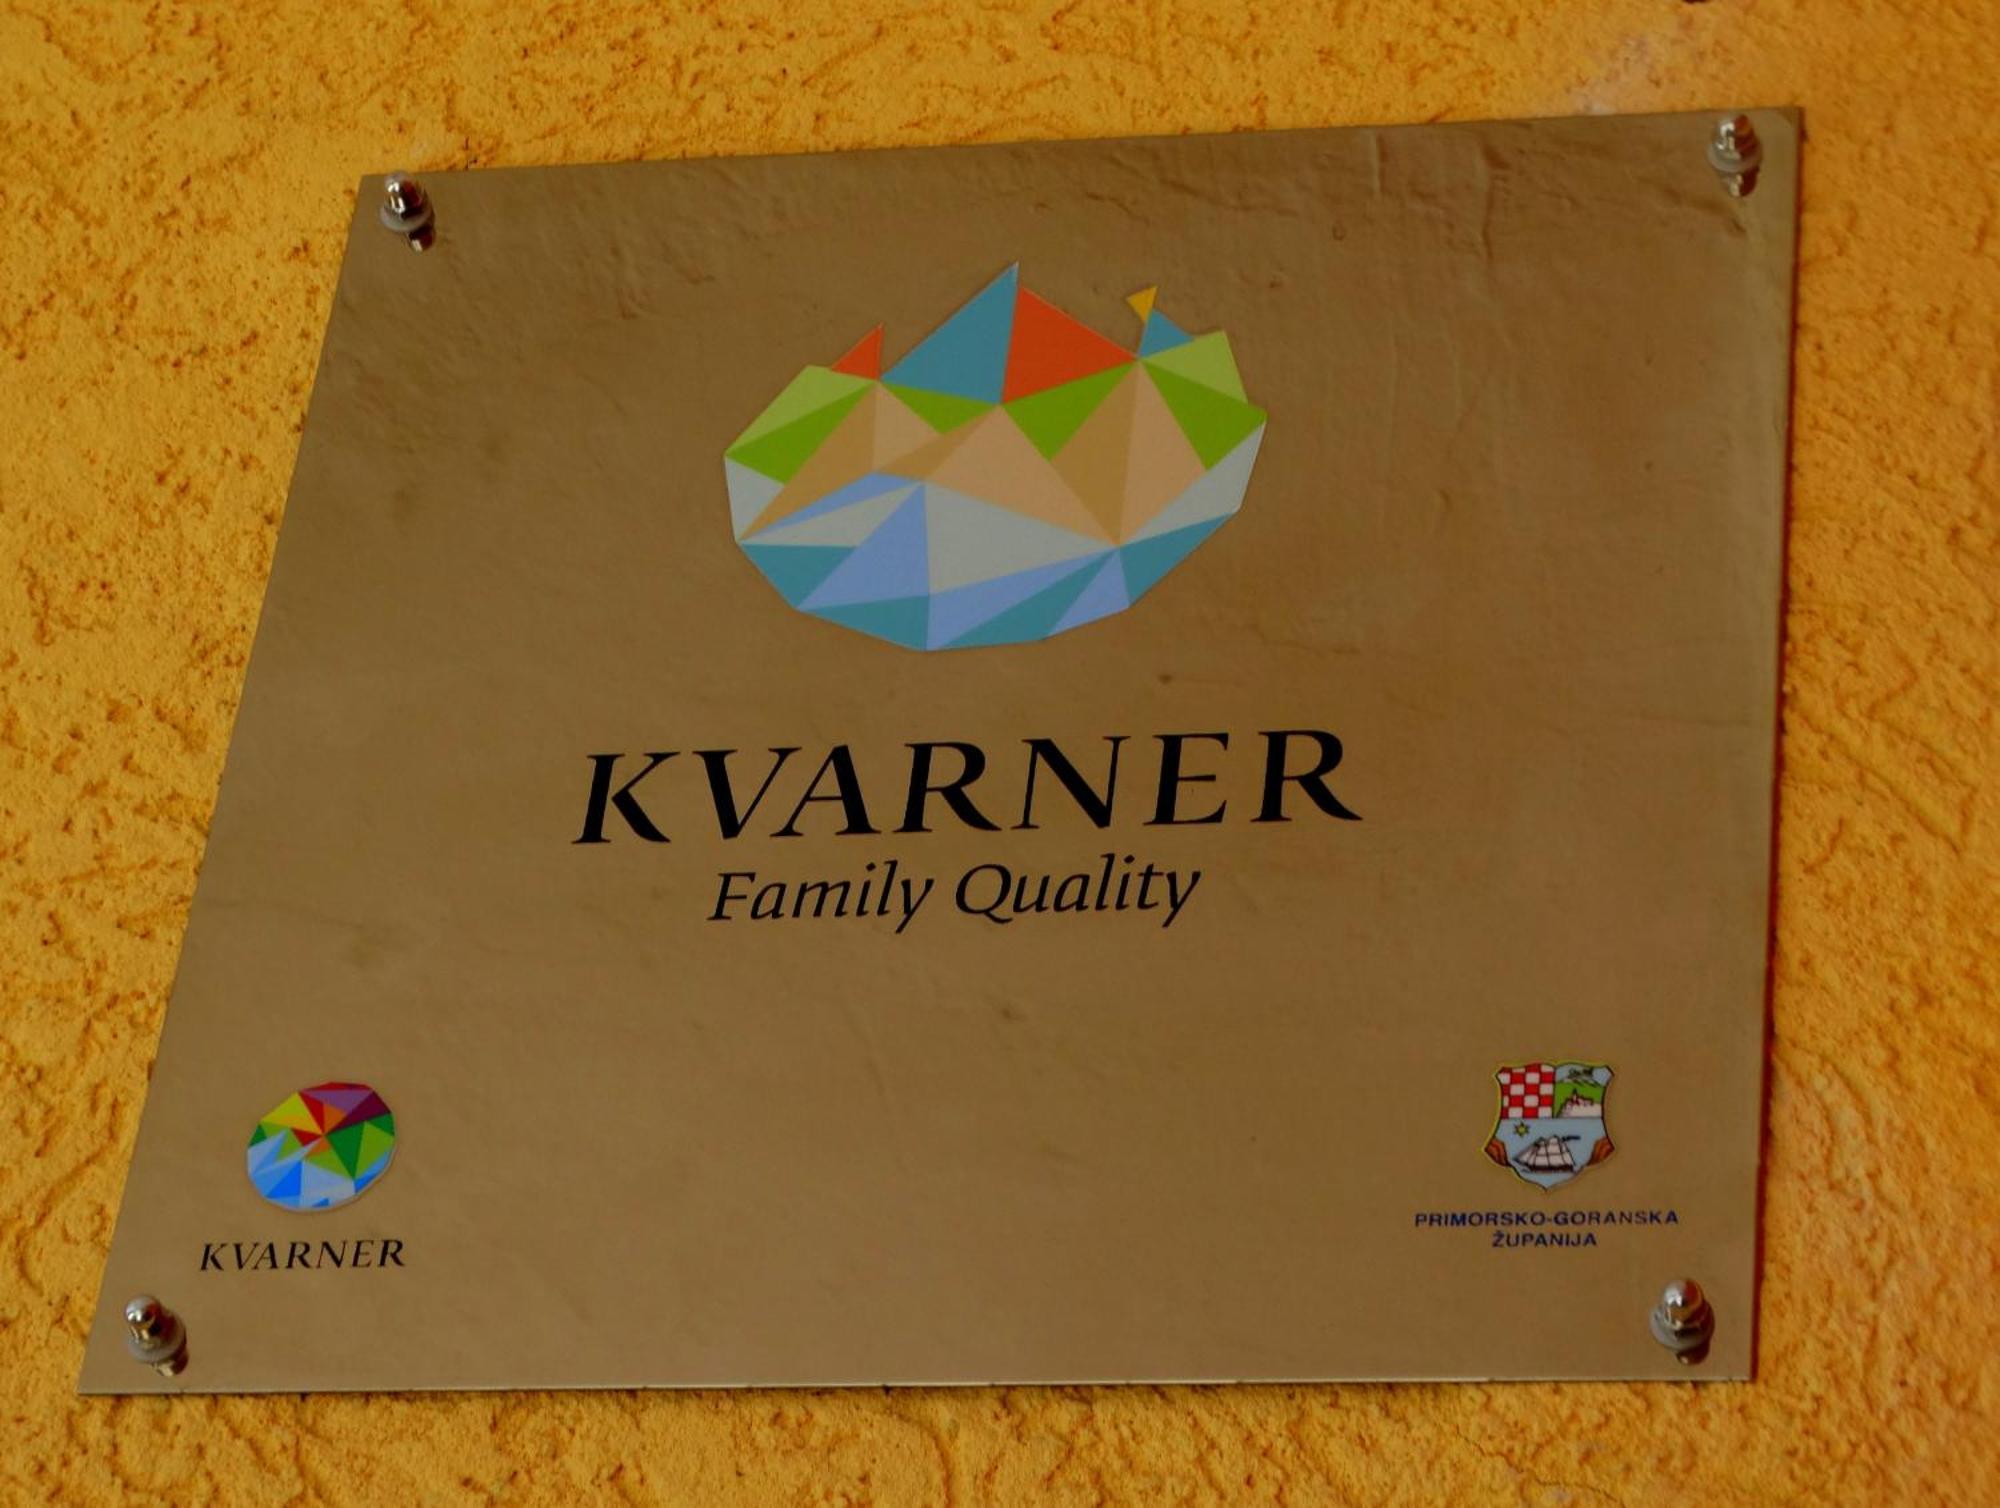 KVARNER
Family Quality
KVARNER
PRIMORSKO-GORANSKA
ŽUPANIJA